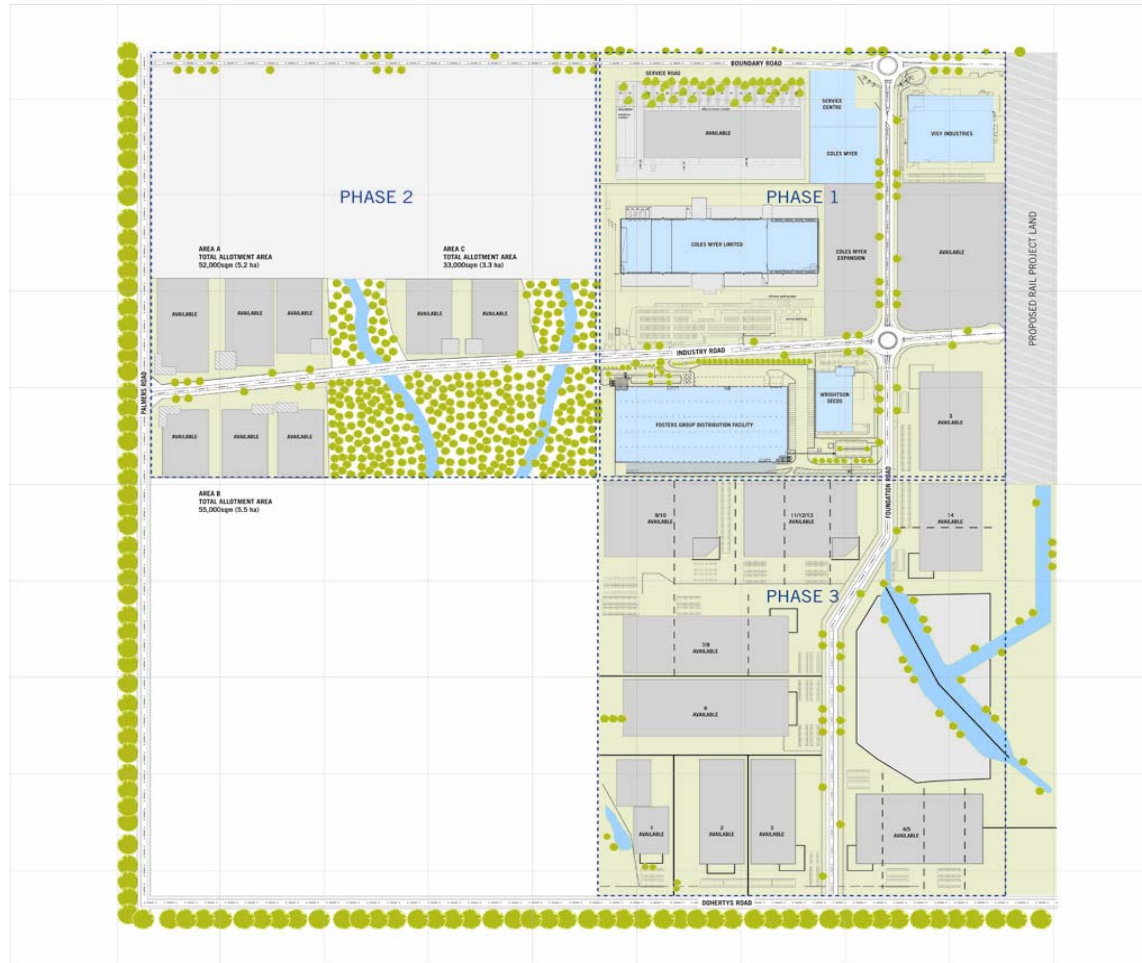 BOUNDARY ROAD
SERVICE ROAD
SERVICE
CENTRE
AVAILABLE
COLES MYER
VISY INDUSTRIES
PHASE 2
PHASE 1
COLES MYER LIMITED
COLES MYER
EXPANSION
AVAILABLE
PROPOSED RAIL PROJECT LAND
AREA A
TOTAL ALLOTMENT AREA
52,000sqm (5.2 ha)
AREA C
TOTAL ALLOTMENT AREA
33,000sqm (3.3 ha)
AVAILABLE
AVAILABLE
AVAILABLE
AVAILABLE
AVAILABLE
INDUSTRY ROAD
PALMERS ROAD
WRIGHTSON
SEEDS
FOSTERS GROUP DISTRIBUTION FACILITY
3
AVAILABLE
AVAILABLE
AVAILABLE
AVAILABLE
AREA B
TOTAL ALLOTMENT AREA
55,000sqm (5.5 ha)
FOUNDATION ROAD
9/10
AVAILABLE
11/12/13
AVAILABLE
14
AVAILABLE
PHASE 3
7/8
AVAILABLE
6
AVAILABLE
1
AVAILABLE
2
AVAILABLE
3
AVAILABLE
4/5
AVAILABLE
DOHERTYS ROAD